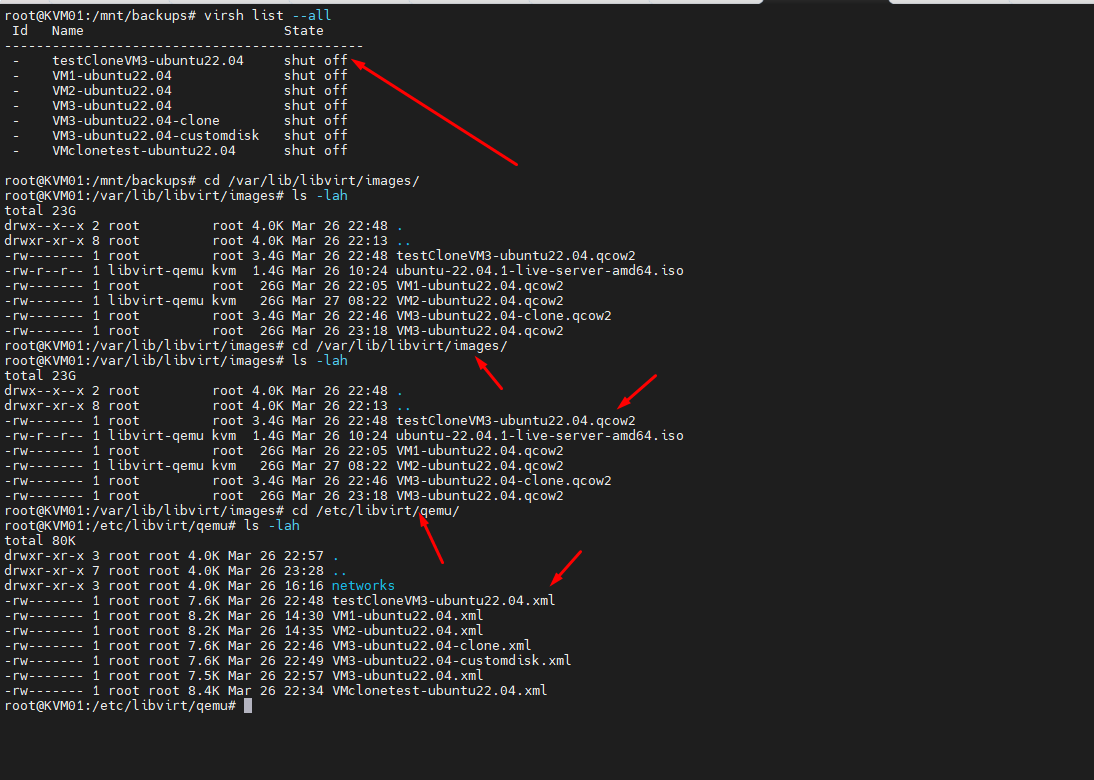 root@KVM01:/mnt/backups# virsh list --all
 Id   Name                         State
---------------------------------------------
 -    testCloneVM3-ubuntu22.04     shut off
 -    VM1-ubuntu22.04              shut off
 -    VM2-ubuntu22.04              shut off
 -    VM3-ubuntu22.04              shut off
 -    VM3-ubuntu22.04-clone        shut off
 -    VM3-ubuntu22.04-customdisk   shut off
 -    VMclonetest-ubuntu22.04      shut off
root@KVM01:/mnt/backups# cd /var/lib/libvirt/images/
root@KVM01:/var/lib/libvirt/images# ls -lah
total 23G
drwx--x--x 2 root         root 4.0K Mar 26 22:48 .
drwxr-xr-x 8 root         root 4.0K Mar 26 22:13 ..
-rw------- 1 root         root 3.4G Mar 26 22:48 testCloneVM3-ubuntu22.04.qcow2
-rw-r--r-- 1 libvirt-qemu kvm  1.4G Mar 26 10:24 ubuntu-22.04.1-live-server-amd64.iso
-rw------- 1 root         root  26G Mar 26 22:05 VM1-ubuntu22.04.qcow2
-rw------- 1 libvirt-qemu kvm   26G Mar 27 08:22 VM2-ubuntu22.04.qcow2
-rw------- 1 root         root 3.4G Mar 26 22:46 VM3-ubuntu22.04-clone.qcow2
-rw------- 1 root         root  26G Mar 26 23:18 VM3-ubuntu22.04.qcow2
root@KVM01:/var/lib/libvirt/images# cd /var/lib/libvirt/images/
root@KVM01:/var/lib/libvirt/images# ls -lah
total 23G
drwx--x--x 2 root         root 4.0K Mar 26 22:48 .
drwxr-xr-x 8 root         root 4.0K Mar 26 22:13 ..
-rw------- 1 root         root 3.4G Mar 26 22:48 testCloneVM3-ubuntu22.04.qcow2
-rw-r--r-- 1 libvirt-qemu kvm  1.4G Mar 26 10:24 ubuntu-22.04.1-live-server-amd64.iso
-rw------- 1 root         root  26G Mar 26 22:05 VM1-ubuntu22.04.qcow2
-rw------- 1 libvirt-qemu kvm   26G Mar 27 08:22 VM2-ubuntu22.04.qcow2
-rw------- 1 root         root 3.4G Mar 26 22:46 VM3-ubuntu22.04-clone.qcow2
-rw------- 1 root         root  26G Mar 26 23:18 VM3-ubuntu22.04.qcow2
root@KVM01:/var/lib/libvirt/images# cd /etc/libvirt/qemu/
root@KVM01:/etc/libvirt/qemu# ls -lah
total 80K
drwxr-xr-x 3 root root 4.0K Mar 26 22:57 .
drwxr-xr-x 7 root root 4.0K Mar 26 23:28 ..
drwxr-xr-x 3 root root 4.0K Mar 26 16:16 networks
-rw------- 1 root root 7.6K Mar 26 22:48 testCloneVM3-ubuntu22.04.xml
-rw------- 1 root root 8.2K Mar 26 14:30 VM1-ubuntu22.04.xml
-rw------- 1 root root 8.2K Mar 26 14:35 VM2-ubuntu22.04.xml
-rw------- 1 root root 7.6K Mar 26 22:46 VM3-ubuntu22.04-clone.xml
-rw------- 1 root root 7.6K Mar 26 22:49 VM3-ubuntu22.04-customdisk.xml
-rw------- 1 root root 7.5K Mar 26 22:57 VM3-ubuntu22.04.xml
-rw------- 1 root root 8.4K Mar 26 22:34 VMclonetest-ubuntu22.04.xml
root@KVM01:/etc/libvirt/qemu#